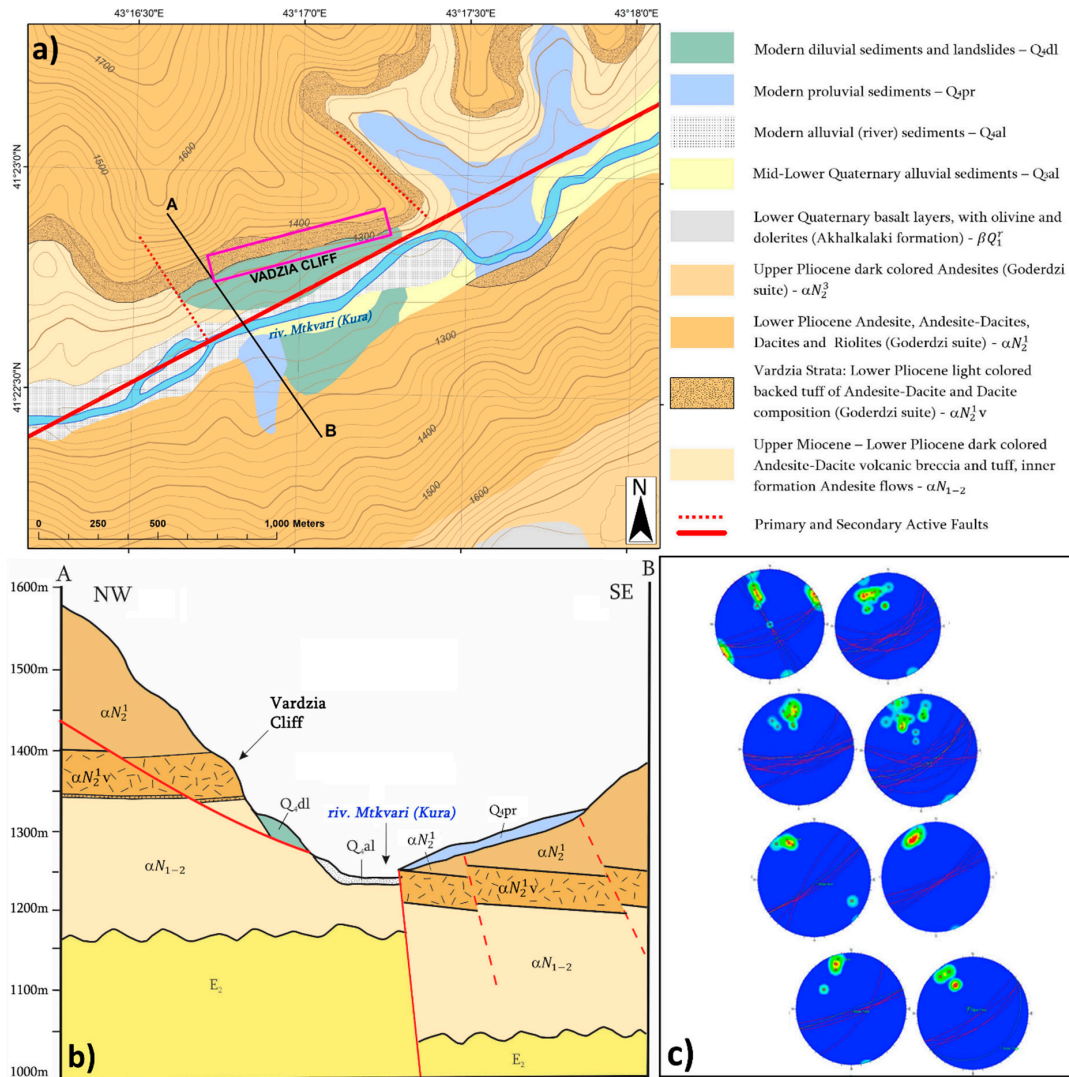 a)
43°16'30"E
43°17'0"E
43°17'30"E
43°18'0"E
41°23'0"N
41°22'30"N
1700
1600
1500
1400
1300
A
VADZIA CLIFF
riv. Mtkvari (Kura)
1300
1400
B
1500
1600
N
0 250 500 1,000 Meters
Modern diluvial sediments and landslides – Q₄dl
Modern proluvial sediments – Q₄pr
Modern alluvial (river) sediments – Q₄al
Mid-Lower Quaternary alluvial sediments – Q₃al
Lower Quaternary basalt layers, with olivine and
dolerites (Akhalkalaki formation) - βQ₁ʳ
Upper Pliocene dark colored Andesites (Goderdzi
suite) - αN₂³
Lower Pliocene Andesite, Andesite-Dacites,
Dacites and Riolites (Goderdzi suite) - αN₂¹
Vardzia Strata: Lower Pliocene light colored
backed tuff of Andesite-Dacite and Dacite
composition (Goderdzi suite) - αN₂¹v
Upper Miocene – Lower Pliocene dark colored
Andesite-Dacite volcanic breccia and tuff, inner
formation Andesite flows - αN₁₋₂
Primary and Secondary Active Faults
A
B
NW
SE
1600m
1500m
1400m
1300m
1200m
1100m
1000m
αN₂¹
Vardzia
Cliff
αN₂¹v
Q₄dl
riv. Mtkvari (Kura)
Q₄pr
Q₄al
αN₂¹
αN₂¹
αN₁₋₂
αN₂¹v
αN₁₋₂
E₂
E₂
b)
c)